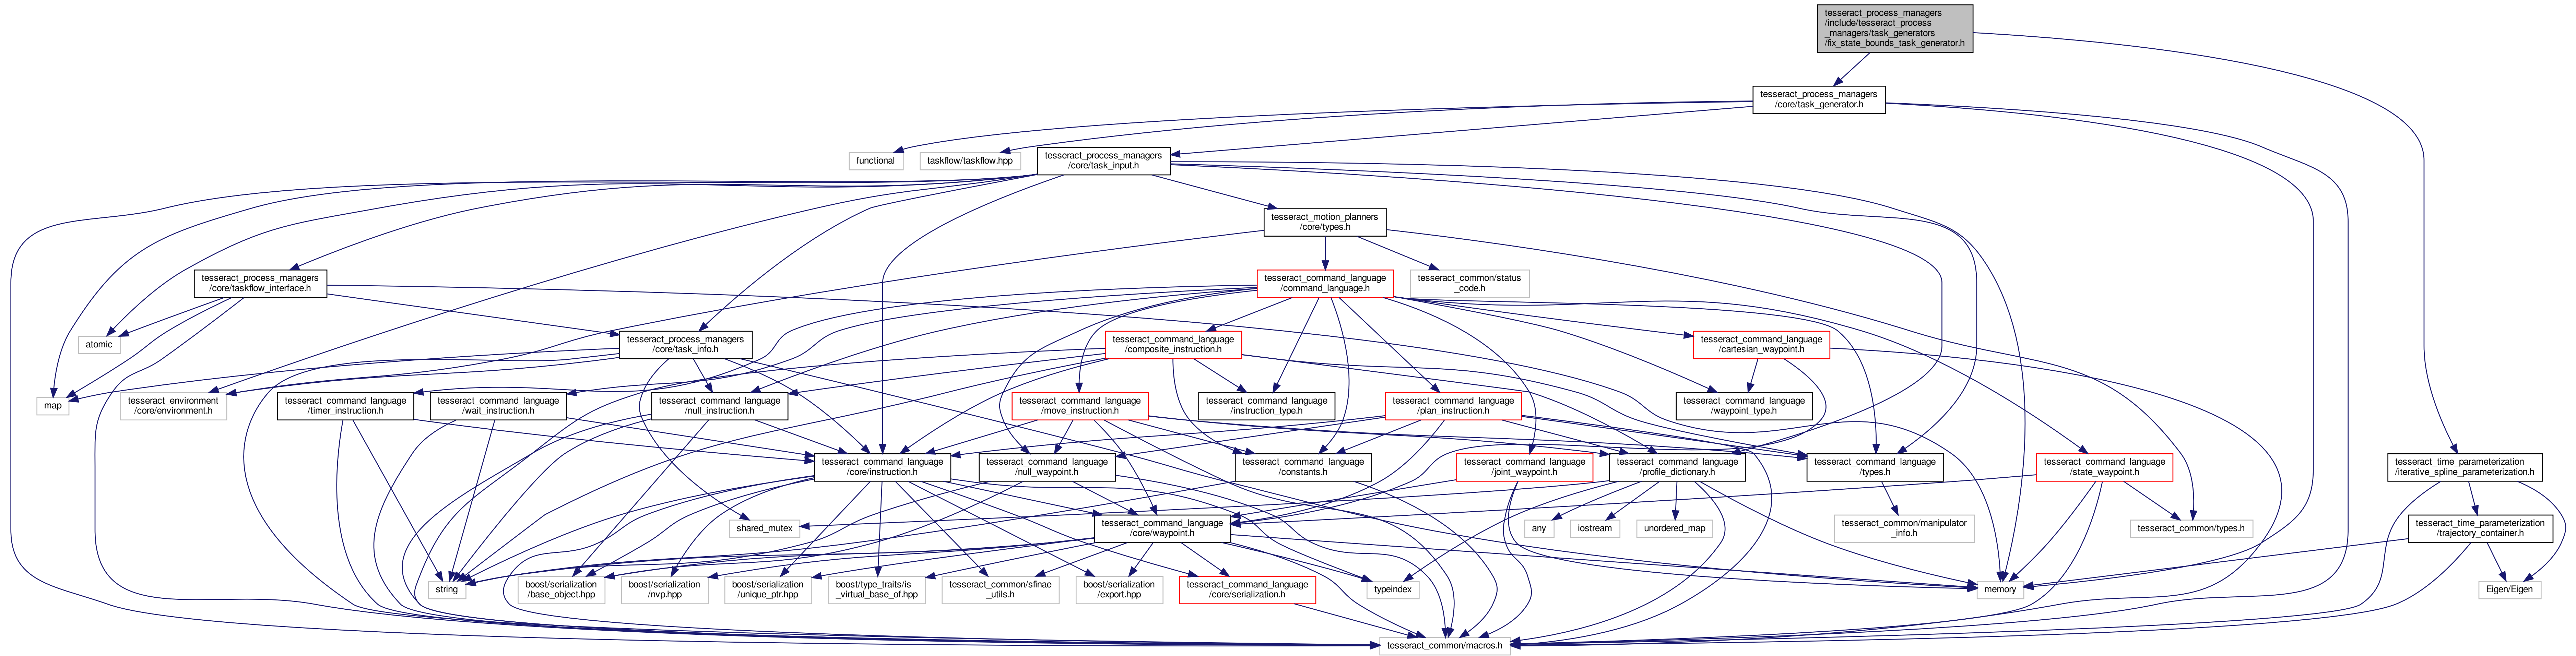 tesseract_process_managers
/include/tesseract_process
_managers/task_generators
/fix_state_bounds_task_generator.h
tesseract_process_managers
/core/task_generator.h
functional
taskflow/taskflow.hpp
tesseract_process_managers
/core/task_input.h
tesseract_motion_planners
/core/types.h
tesseract_process_managers
/core/taskflow_interface.h
tesseract_command_language
/command_language.h
tesseract_common/status
_code.h
atomic
tesseract_process_managers
/core/task_info.h
tesseract_command_language
/composite_instruction.h
tesseract_command_language
/cartesian_waypoint.h
map
tesseract_environment
/core/environment.h
tesseract_command_language
/timer_instruction.h
tesseract_command_language
/wait_instruction.h
tesseract_command_language
/null_instruction.h
tesseract_command_language
/move_instruction.h
tesseract_command_language
/instruction_type.h
tesseract_command_language
/plan_instruction.h
tesseract_command_language
/waypoint_type.h
tesseract_command_language
/core/instruction.h
tesseract_command_language
/null_waypoint.h
tesseract_command_language
/constants.h
tesseract_command_language
/joint_waypoint.h
tesseract_command_language
/profile_dictionary.h
tesseract_command_language
/types.h
tesseract_command_language
/state_waypoint.h
tesseract_time_parameterization
/iterative_spline_parameterization.h
shared_mutex
tesseract_command_language
/core/waypoint.h
any
iostream
unordered_map
tesseract_common/manipulator
_info.h
tesseract_common/types.h
tesseract_time_parameterization
/trajectory_container.h
string
boost/serialization
/base_object.hpp
boost/serialization
/nvp.hpp
boost/serialization
/unique_ptr.hpp
boost/type_traits/is
_virtual_base_of.hpp
tesseract_common/sfinae
_utils.h
boost/serialization
/export.hpp
tesseract_command_language
/core/serialization.h
typeindex
memory
Eigen/Eigen
tesseract_common/macros.h